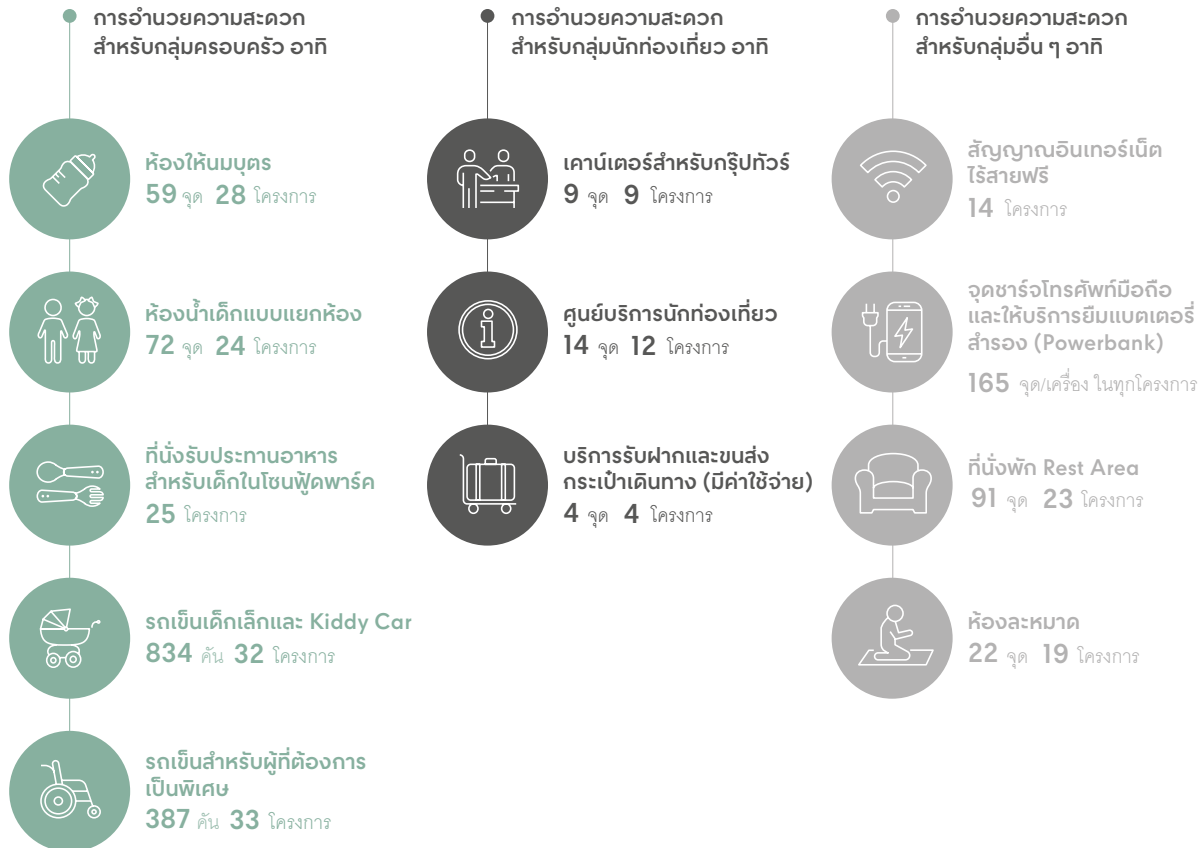 การอำนวยความสะดวก
สำหรับกลุ่มครอบครัว อาทิ
ห้องให้นมบุตร
59 จุด 28 โครงการ
ห้องน้ำเด็กแบบแยกห้อง
72 จุด 24 โครงการ
ที่นั่งรับประทานอาหาร
สำหรับเด็กในโซนฟู้ดพาร์ค
25 โครงการ
รถเข็นเด็กเล็กและ Kiddy Car
834 คัน 32 โครงการ
รถเข็นสำหรับผู้ที่ต้องการ
เป็นพิเศษ
387 คัน 33 โครงการ
การอำนวยความสะดวก
สำหรับกลุ่มนักท่องเที่ยว อาทิ
เคาน์เตอร์สำหรับกรุ๊ปทัวร์
9 จุด 9 โครงการ
ศูนย์บริการนักท่องเที่ยว
14 จุด 12 โครงการ
บริการรับฝากและขนส่ง
กระเป๋าเดินทาง (มีค่าใช้จ่าย)
4 จุด 4 โครงการ
การอำนวยความสะดวก
สำหรับกลุ่มอื่น ๆ อาทิ
สัญญาณอินเทอร์เน็ต
ไร้สายฟรี
14 โครงการ
จุดชาร์จโทรศัพท์มือถือ
และให้บริการยืมแบตเตอรี่
สำรอง (Powerbank)
165 จุด/เครื่อง ในทุกโครงการ
ที่นั่งพัก Rest Area
91 จุด 23 โครงการ
ห้องละหมาด
22 จุด 19 โครงการ